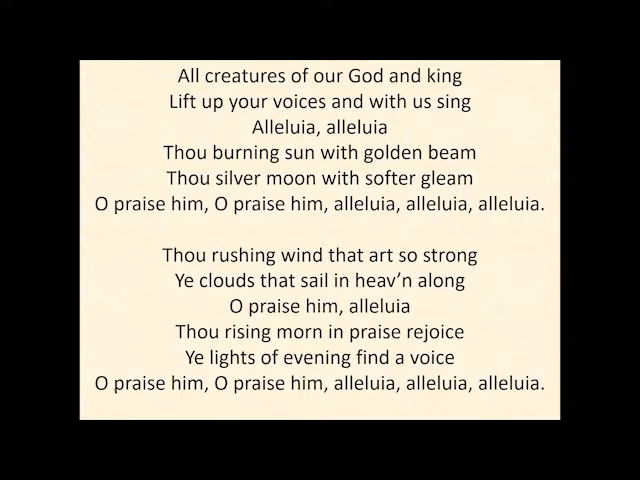 All creatures of our God and king
Lift up your voices and with us sing
Alleluia, alleluia
Thou burning sun with golden beam
Thou silver moon with softer gleam
O praise him, O praise him, alleluia, alleluia, alleluia.
Thou rushing wind that art so strong
Ye clouds that sail in heav’n along
O praise him, alleluia
Thou rising morn in praise rejoice
Ye lights of evening find a voice
O praise him, O praise him, alleluia, alleluia, alleluia.